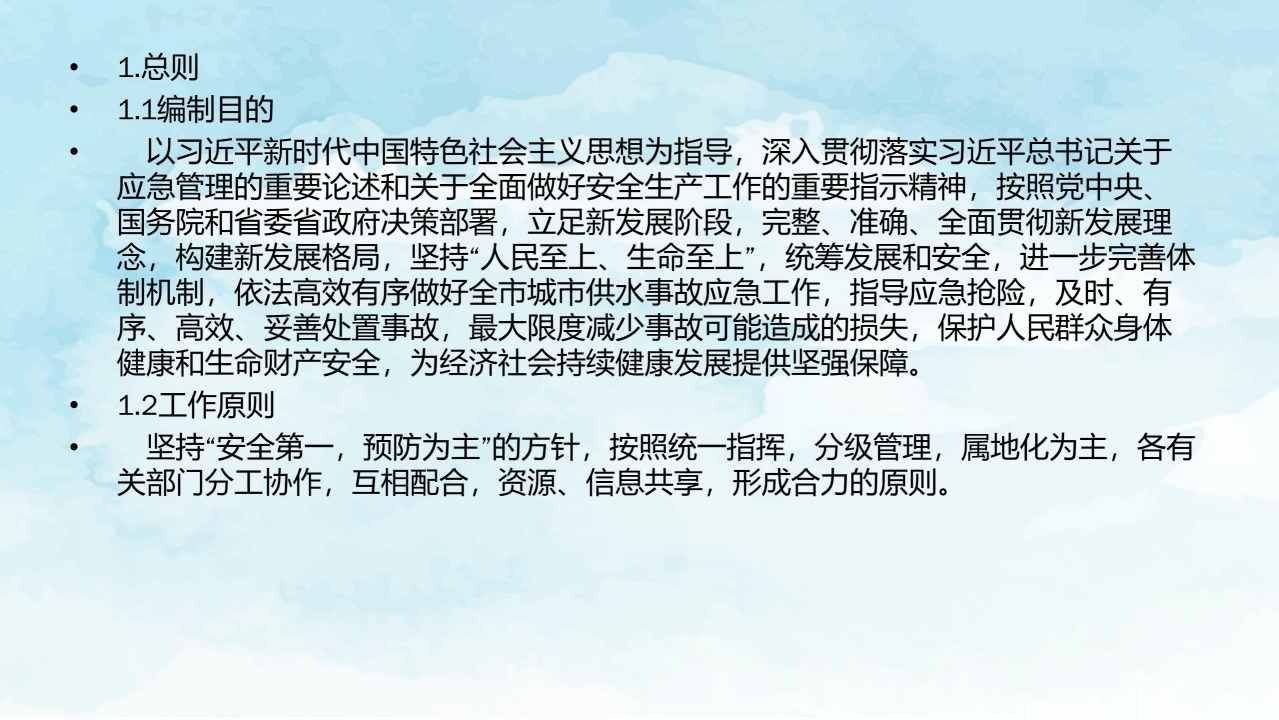 • 1.总则
• 1.1编制目的
• 以习近平新时代中国特色社会主义思想为指导，深入贯彻落实习近平总书记关于
应急管理的重要论述和关于全面做好安全生产工作的重要指示精神，按照党中央、
国务院和省委省政府决策部署，立足新发展阶段，完整、准确、全面贯彻新发展理
念，构建新发展格局，坚持“人民至上、生命至上”，统筹发展和安全，进一步完善体
制机制，依法高效有序做好全市城市供水事故应急工作，指导应急抢险，及时、有
序、高效、妥善处置事故，最大限度减少事故可能造成的损失，保护人民群众身体
健康和生命财产安全，为经济社会持续健康发展提供坚强保障。
• 1.2工作原则
• 坚持“安全第一，预防为主”的方针，按照统一指挥，分级管理，属地化为主，各有
关部门分工协作，互相配合，资源、信息共享，形成合力的原则。